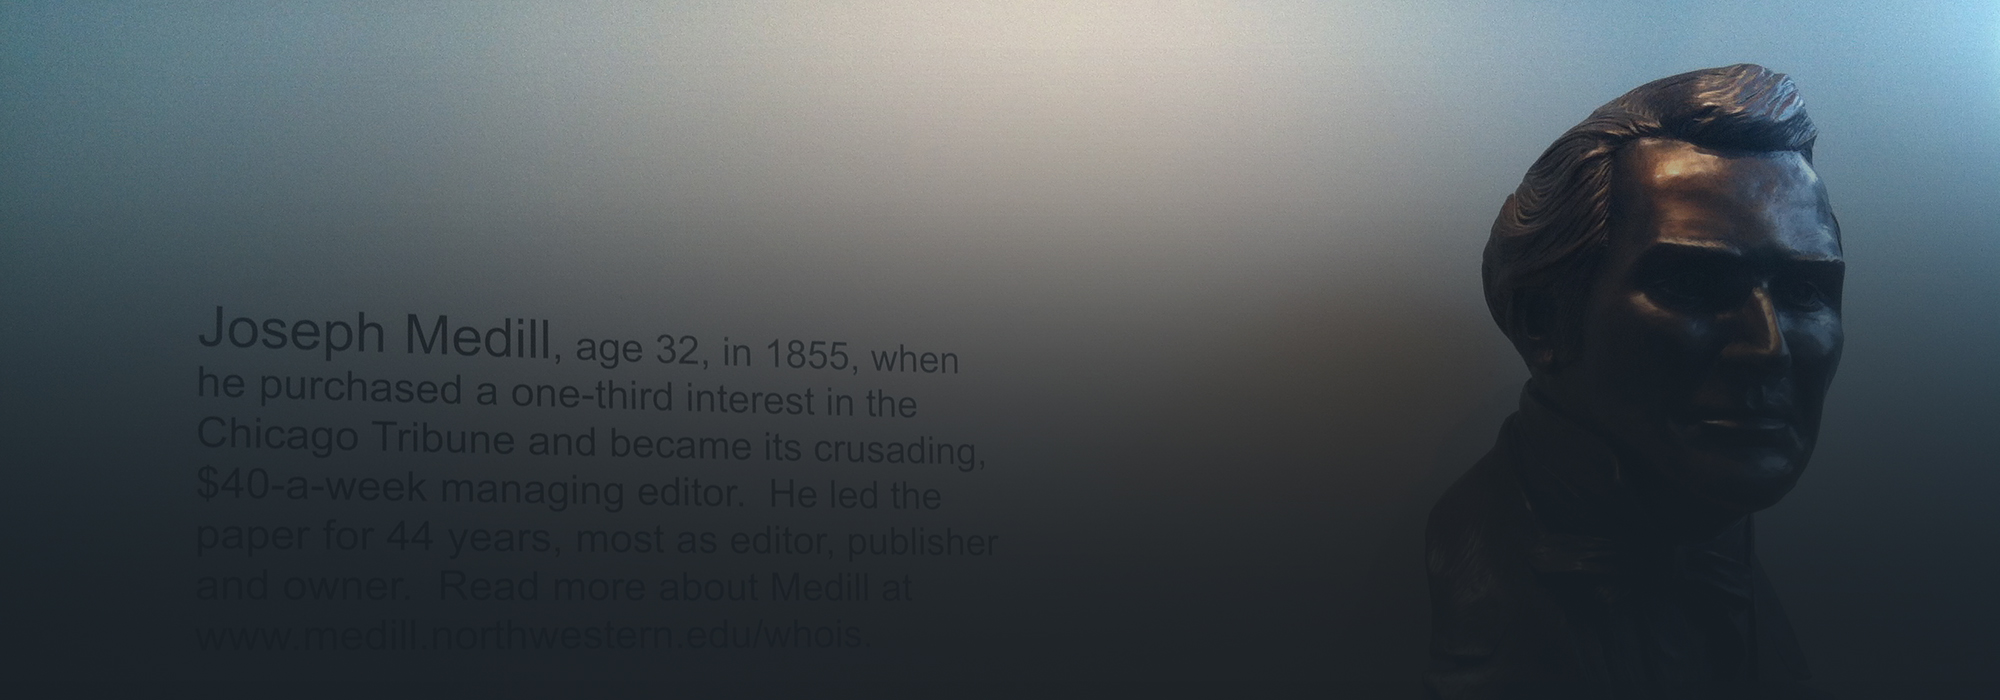 Joseph Medill, age 32, in 1855, when
he purchased a one-third interest in the
Chicago Tribune and became its crusading,
$40-a-week managing editor.  He led the
paper for 44 years, most as editor, publisher
and owner.  Read more about Medill at
www.medill.northwestern.edu/whois.